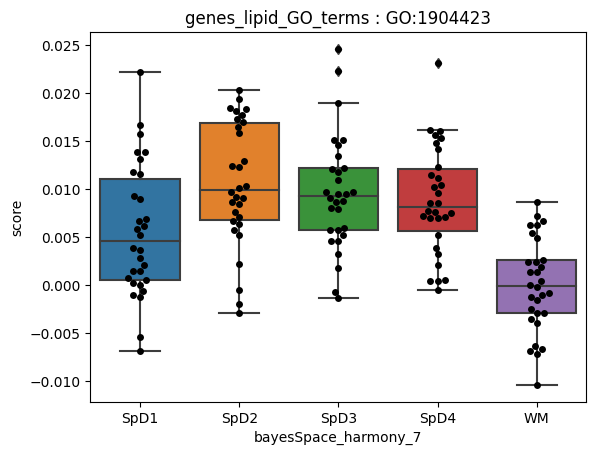 genes_lipid_GO_terms : GO:1904423
0.025
0.020
0.015
0.010
0.005
0.000
−0.005
−0.010
score
SpD1 SpD2 SpD3 SpD4 WM
bayesSpace_harmony_7